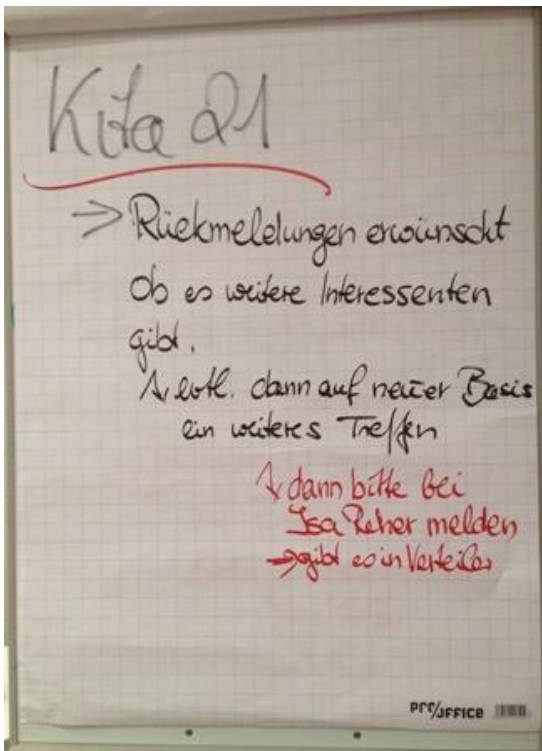 Kita 21
→ Rückmeldungen erwünscht
Ob es weitere Interessenten
gibt.
↳ evtl. dann auf neuer Basis
ein weiteres Treffen
↳ dann bitte bei
Isa Reher melden
→ gibt es in Verteiler
pro/office